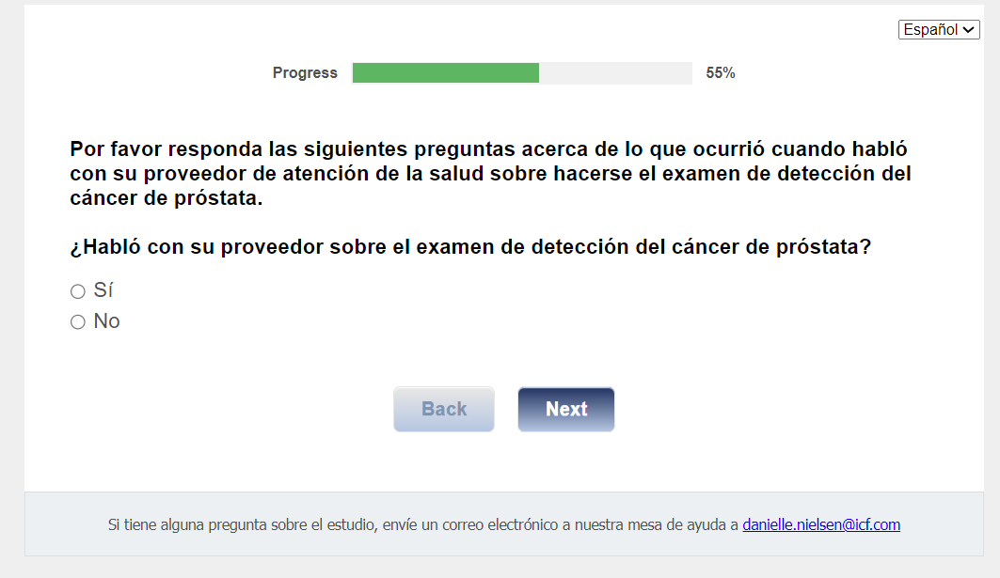 Español
Progress 55%
Por favor responda las siguientes preguntas acerca de lo que ocurrió cuando habló
con su proveedor de atención de la salud sobre hacerse el examen de detección del
cáncer de próstata.
¿Habló con su proveedor sobre el examen de detección del cáncer de próstata?
Sí
No
Back Next
Si tiene alguna pregunta sobre el estudio, envíe un correo electrónico a nuestra mesa de ayuda a danielle.nielsen@icf.com